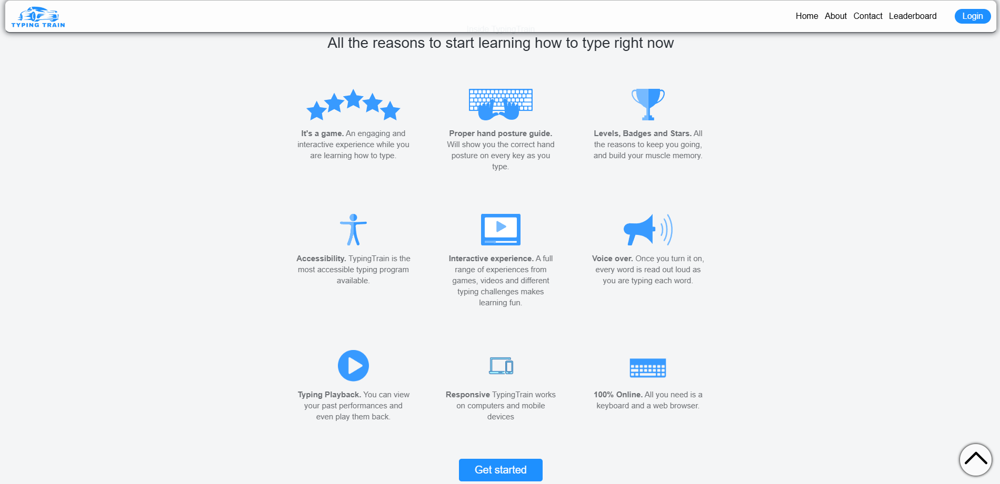 TYPING TRAIN
Home About Contact Leaderboard Login
Inside TypingTrain
All the reasons to start learning how to type right now
It's a game. An engaging and
interactive experience while you
are learning how to type.
Proper hand posture guide.
Will show you the correct hand
posture on every key as you
type.
Levels, Badges and Stars. All
the reasons to keep you going,
and build your muscle memory.
Accessibility. TypingTrain is the
most accessible typing program
available.
Interactive experience. A full
range of experiences from
games, videos and different
typing challenges makes
learning fun.
Voice over. Once you turn it on,
every word is read out loud as
you are typing each word.
Typing Playback. You can view
your past performances and
even play them back.
Responsive TypingTrain works
on computers and mobile
devices
100% Online. All you need is a
keyboard and a web browser.
Get started